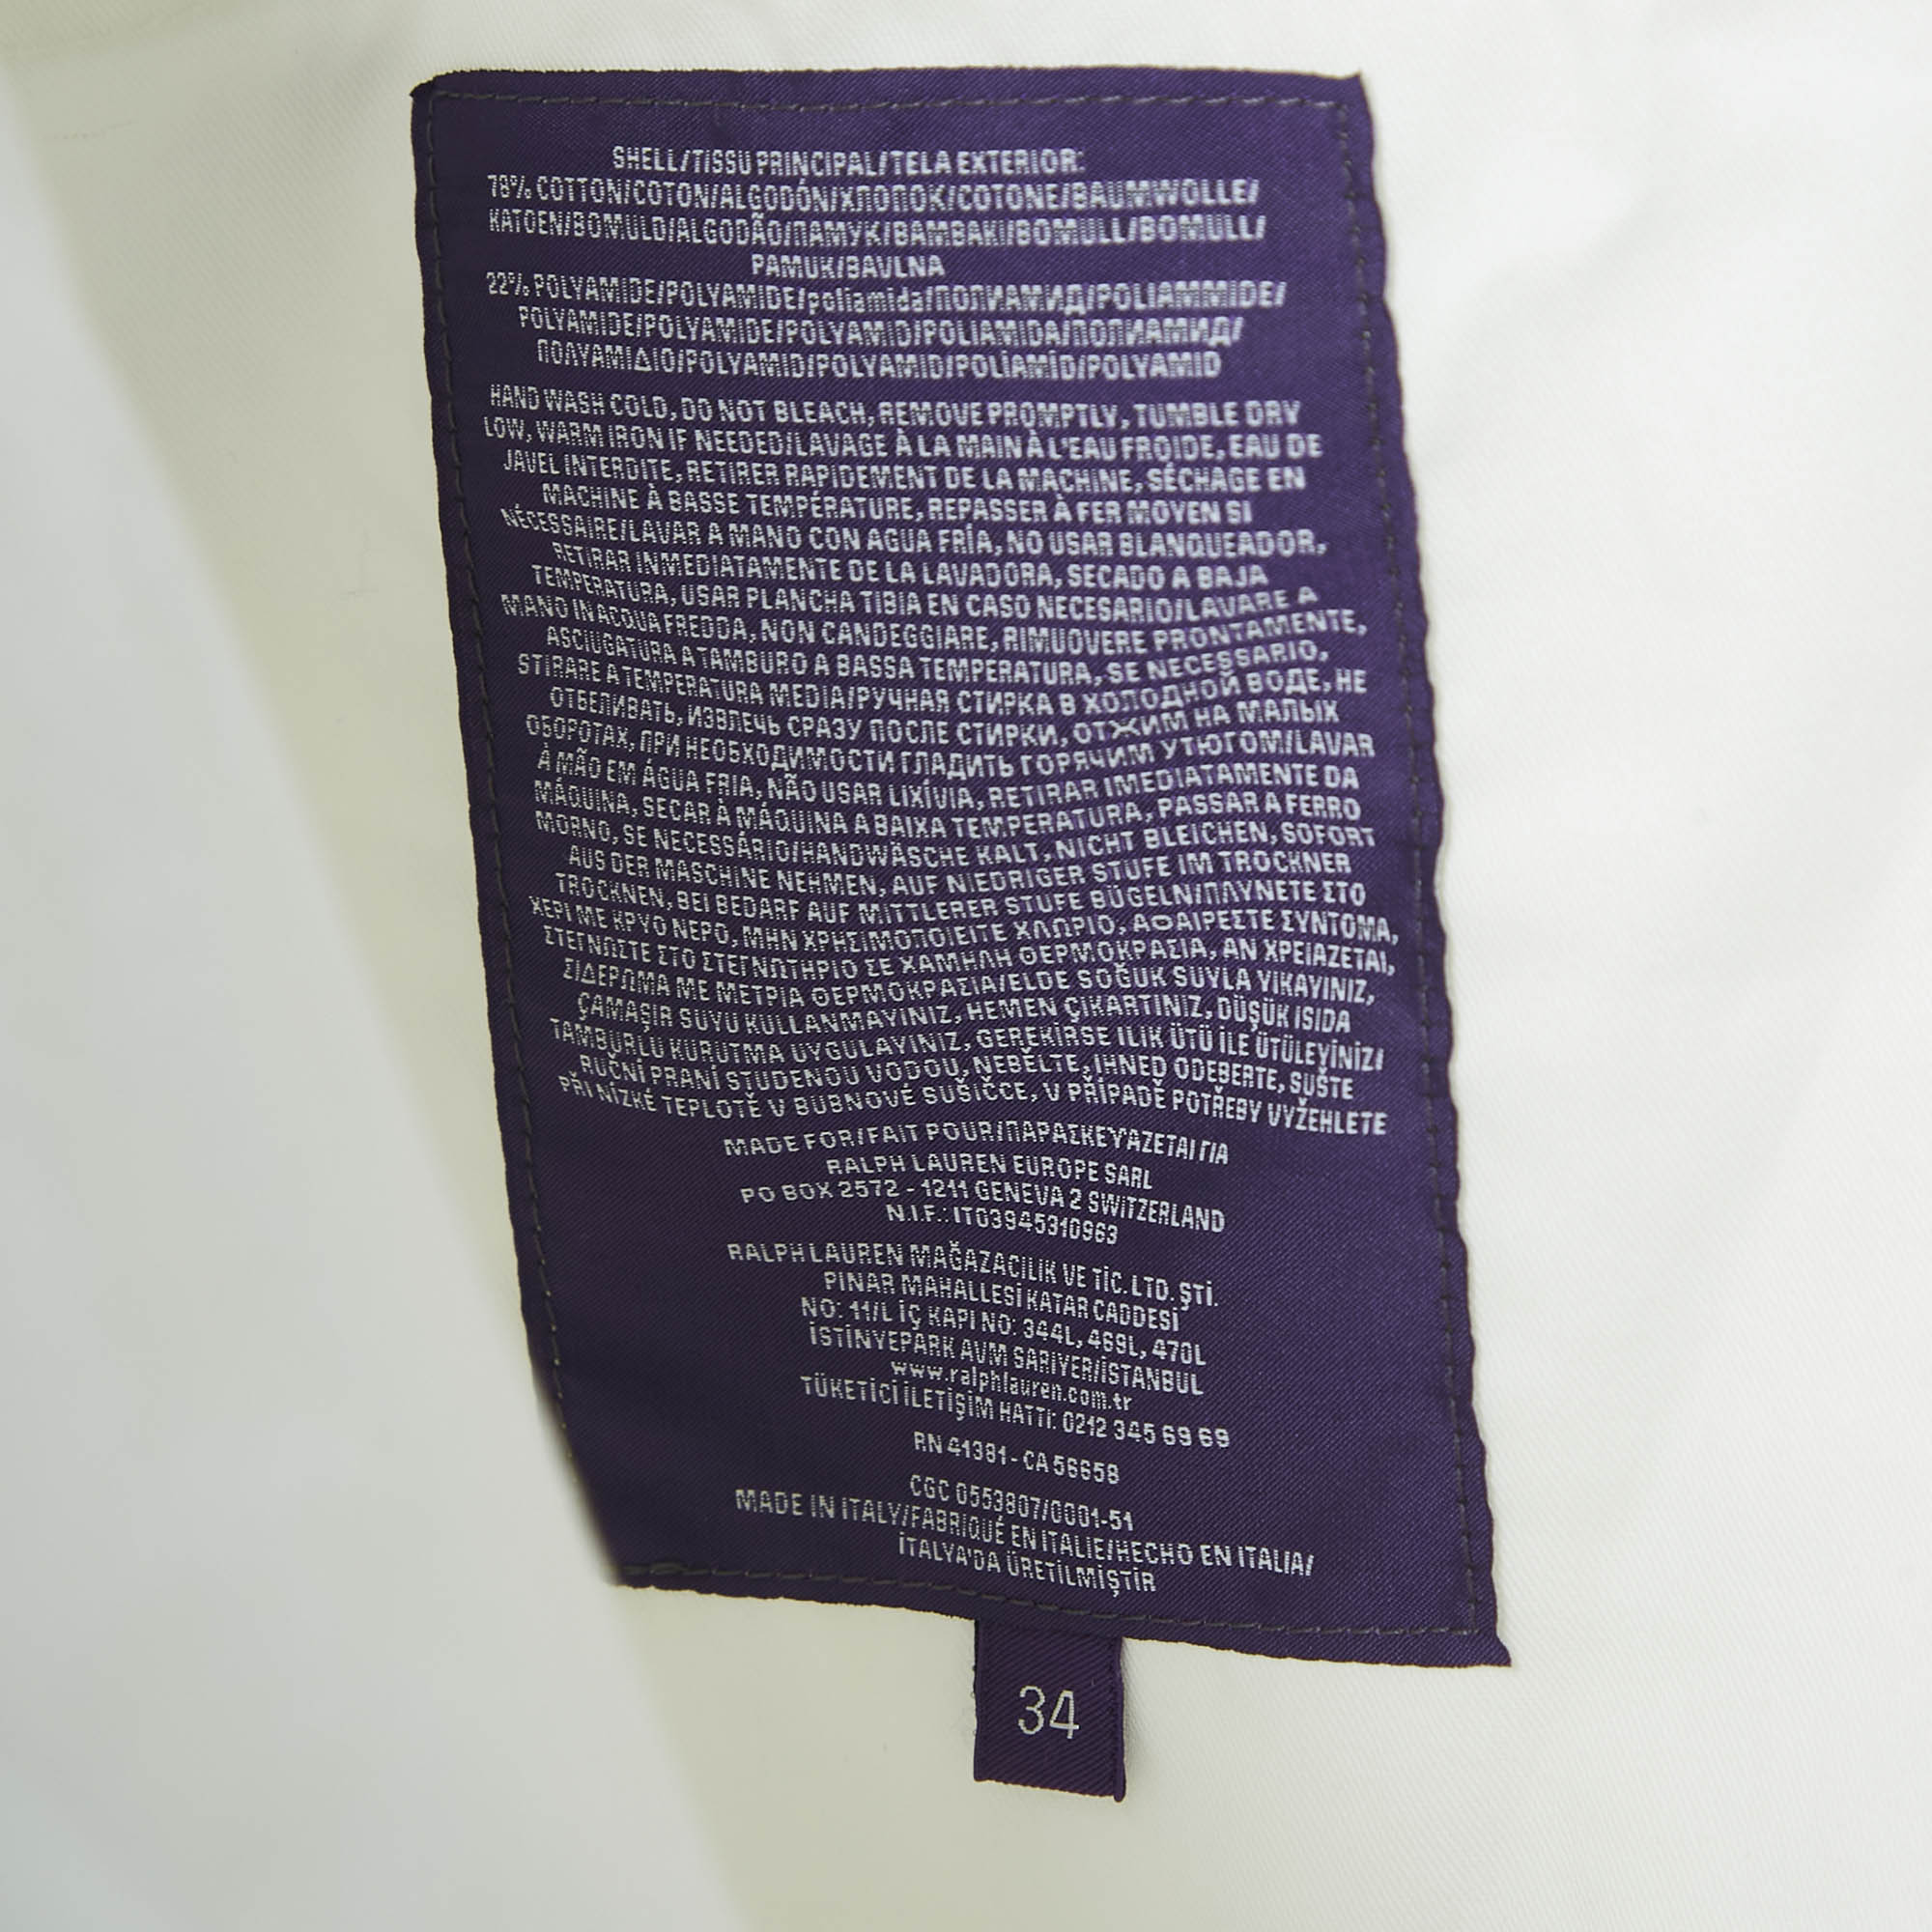 SHELL/TISSU PRINCIPAL/TELA EXTERIOR:
78% COTTON/COTON/ALGODÓN/ХЛОПОК/COTONE/BAUMWOLLE/
KATOEN/BOMULD/ALGODÃO/ПАМУК/ΒΑΜΒΑΚΙ/BOMULL/BOMULL/
PAMUK/BAVLNA
22% POLYAMIDE/POLYAMIDE/poliamida/ПОЛИАМИД/POLIAMMIDE/
POLYAMIDE/POLYAMIDE/POLYAMID/POLIAMIDA/ПОЛИАМИД/
ΠΟΛΥΑΜΙΔΙΟ/POLYAMID/POLYAMID/POLİAMİD/POLYAMID
HAND WASH COLD, DO NOT BLEACH, REMOVE PROMPTLY, TUMBLE DRY
LOW, WARM IRON IF NEEDED/LAVAGE À LA MAIN À L'EAU FROIDE, EAU DE
JAVEL INTERDITE, RETIRER RAPIDEMENT DE LA MACHINE, SÉCHAGE EN
MACHINE À BASSE TEMPÉRATURE, REPASSER À FER MOYEN SI
NÉCESSAIRE/LAVAR A MANO CON AGUA FRÍA, NO USAR BLANQUEADOR,
RETIRAR INMEDIATAMENTE DE LA LAVADORA, SECADO A BAJA
TEMPERATURA, USAR PLANCHA TIBIA EN CASO NECESARIO/LAVARE A
MANO IN ACQUA FREDDA, NON CANDEGGIARE, RIMUOVERE PRONTAMENTE,
ASCIUGATURA A TAMBURO A BASSA TEMPERATURA, SE NECESSARIO,
STIRARE A TEMPERATURA MEDIA/РУЧНАЯ СТИРКА В ХОЛОДНОЙ ВОДЕ, НЕ
ОТБЕЛИВАТЬ, ИЗВЛЕЧЬ СРАЗУ ПОСЛЕ СТИРКИ, ОТЖИМ НА МАЛЫХ
ОБОРОТАХ, ПРИ НЕОБХОДИМОСТИ ГЛАДИТЬ ГОРЯЧИМ УТЮГОМ/LAVAR
À MÃO EM ÁGUA FRIA, NÃO USAR LIXÍVIA, RETIRAR IMEDIATAMENTE DA
MÁQUINA, SECAR À MÁQUINA A BAIXA TEMPERATURA, PASSAR A FERRO
MORNO, SE NECESSÁRIO/HANDWÄSCHE KALT, NICHT BLEICHEN, SOFORT
AUS DER MASCHINE NEHMEN, AUF NIEDRIGER STUFE IM TROCKNER
TROCKNEN, BEI BEDARF AUF MITTLERER STUFE BÜGELN/ΠΛΥΝΕΤΕ ΣΤΟ
ΧΕΡΙ ΜΕ ΚΡΥΟ ΝΕΡΟ, ΜΗΝ ΧΡΗΣΙΜΟΠΟΙΕΙΤΕ ΧΛΩΡΙΟ, ΑΦΑΙΡΕΣΤΕ ΣΥΝΤΟΜΑ,
ΣΤΕΓΝΩΣΤΕ ΣΤΟ ΣΤΕΓΝΩΤΗΡΙΟ ΣΕ ΧΑΜΗΛΗ ΘΕΡΜΟΚΡΑΣΙΑ, ΑΝ ΧΡΕΙΑΖΕΤΑΙ,
ΣΙΔΕΡΩΜΑ ΜΕ ΜΕΤΡΙΑ ΘΕΡΜΟΚΡΑΣΙΑ/ELDE SOĞUK SUYLA YIKAYINIZ,
ÇAMAŞIR SUYU KULLANMAYINIZ, HEMEN ÇIKARTINIZ, DÜŞÜK ISIDA
TAMBURLU KURUTMA UYGULAYINIZ, GEREKİRSE ILIK ÜTÜ İLE ÜTÜLEYİNİZ/
RUČNÍ PRANÍ STUDENOU VODOU, NEBĚLTE, IHNED ODEBERTE, SUŠTE
PŘI NÍZKÉ TEPLOTĚ V BUBNOVÉ SUŠIČCE, V PŘÍPADĚ POTŘEBY VYŽEHLETE
MADE FOR/FAIT POUR/ΠΑΡΑΣΚΕΥΑΖΕΤΑΙ ΓΙΑ
RALPH LAUREN EUROPE SARL
PO BOX 2572 - 1211 GENEVA 2 SWITZERLAND
N.I.F.: IT03945310963
RALPH LAUREN MAĞAZACILIK VE TİC. LTD. ŞTİ.
PINAR MAHALLESİ KATAR CADDESİ
NO: 11/L İÇ KAPI NO: 344L, 469L, 470L
İSTİNYEPARK AVM SARIYER/İSTANBUL
www.ralphlauren.com.tr
TÜKETİCİ İLETİŞİM HATTI: 0212 345 69 69
RN 41381 - CA 56658
CGC 0553807/0001-51
MADE IN ITALY/FABRIQUÉ EN ITALIE/HECHO EN ITALIA/
İTALYA'DA ÜRETİLMİŞTİR
34